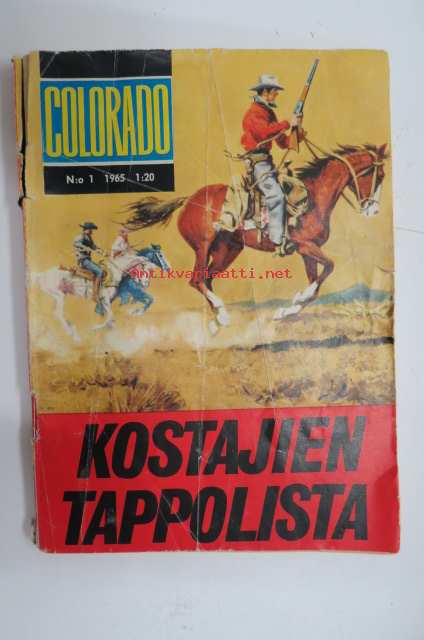 COLORADO
N:o 1 1965 1:20
Antikvariaatti.net
KOSTAJIEN
TAPPOLISTA